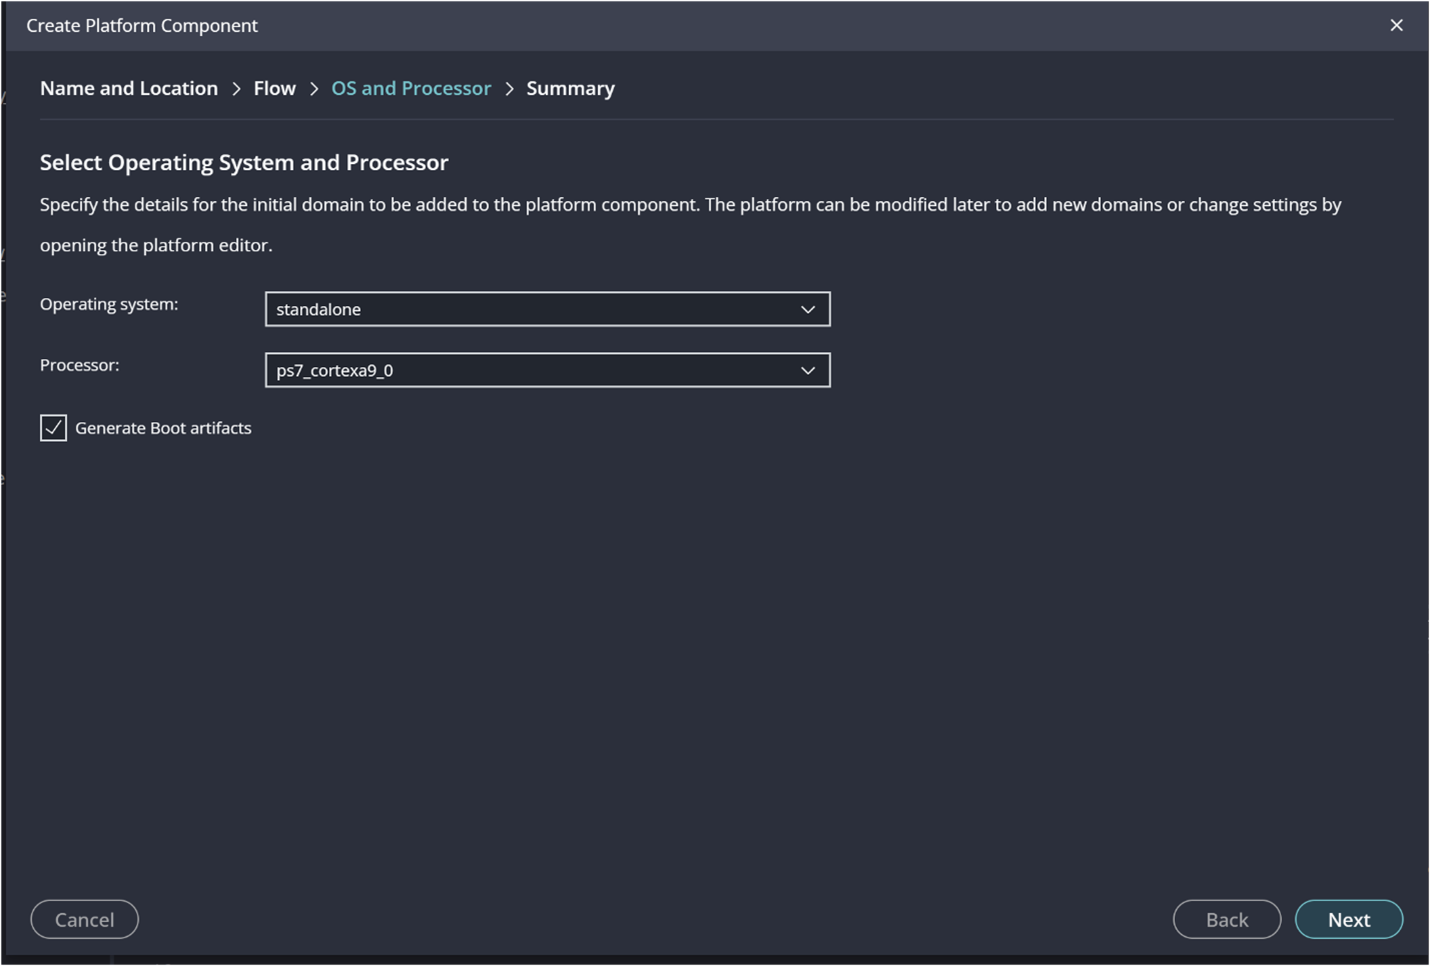 Create Platform Component
Name and Location > Flow > OS and Processor > Summary
Select Operating System and Processor
Specify the details for the initial domain to be added to the platform component. The platform can be modified later to add new domains or change settings by
opening the platform editor.
Operating system: standalone
Processor: ps7_cortexa9_0
Generate Boot artifacts
Cancel Back Next